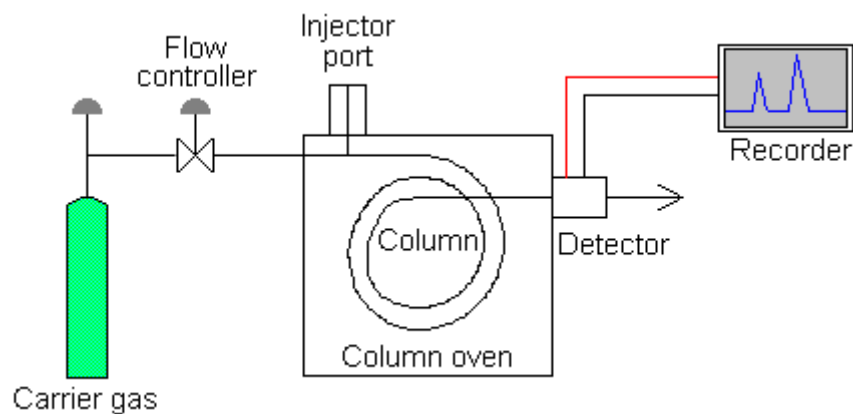 Injector
port
Flow
controller
Recorder
Column
Detector
Column oven
Carrier gas